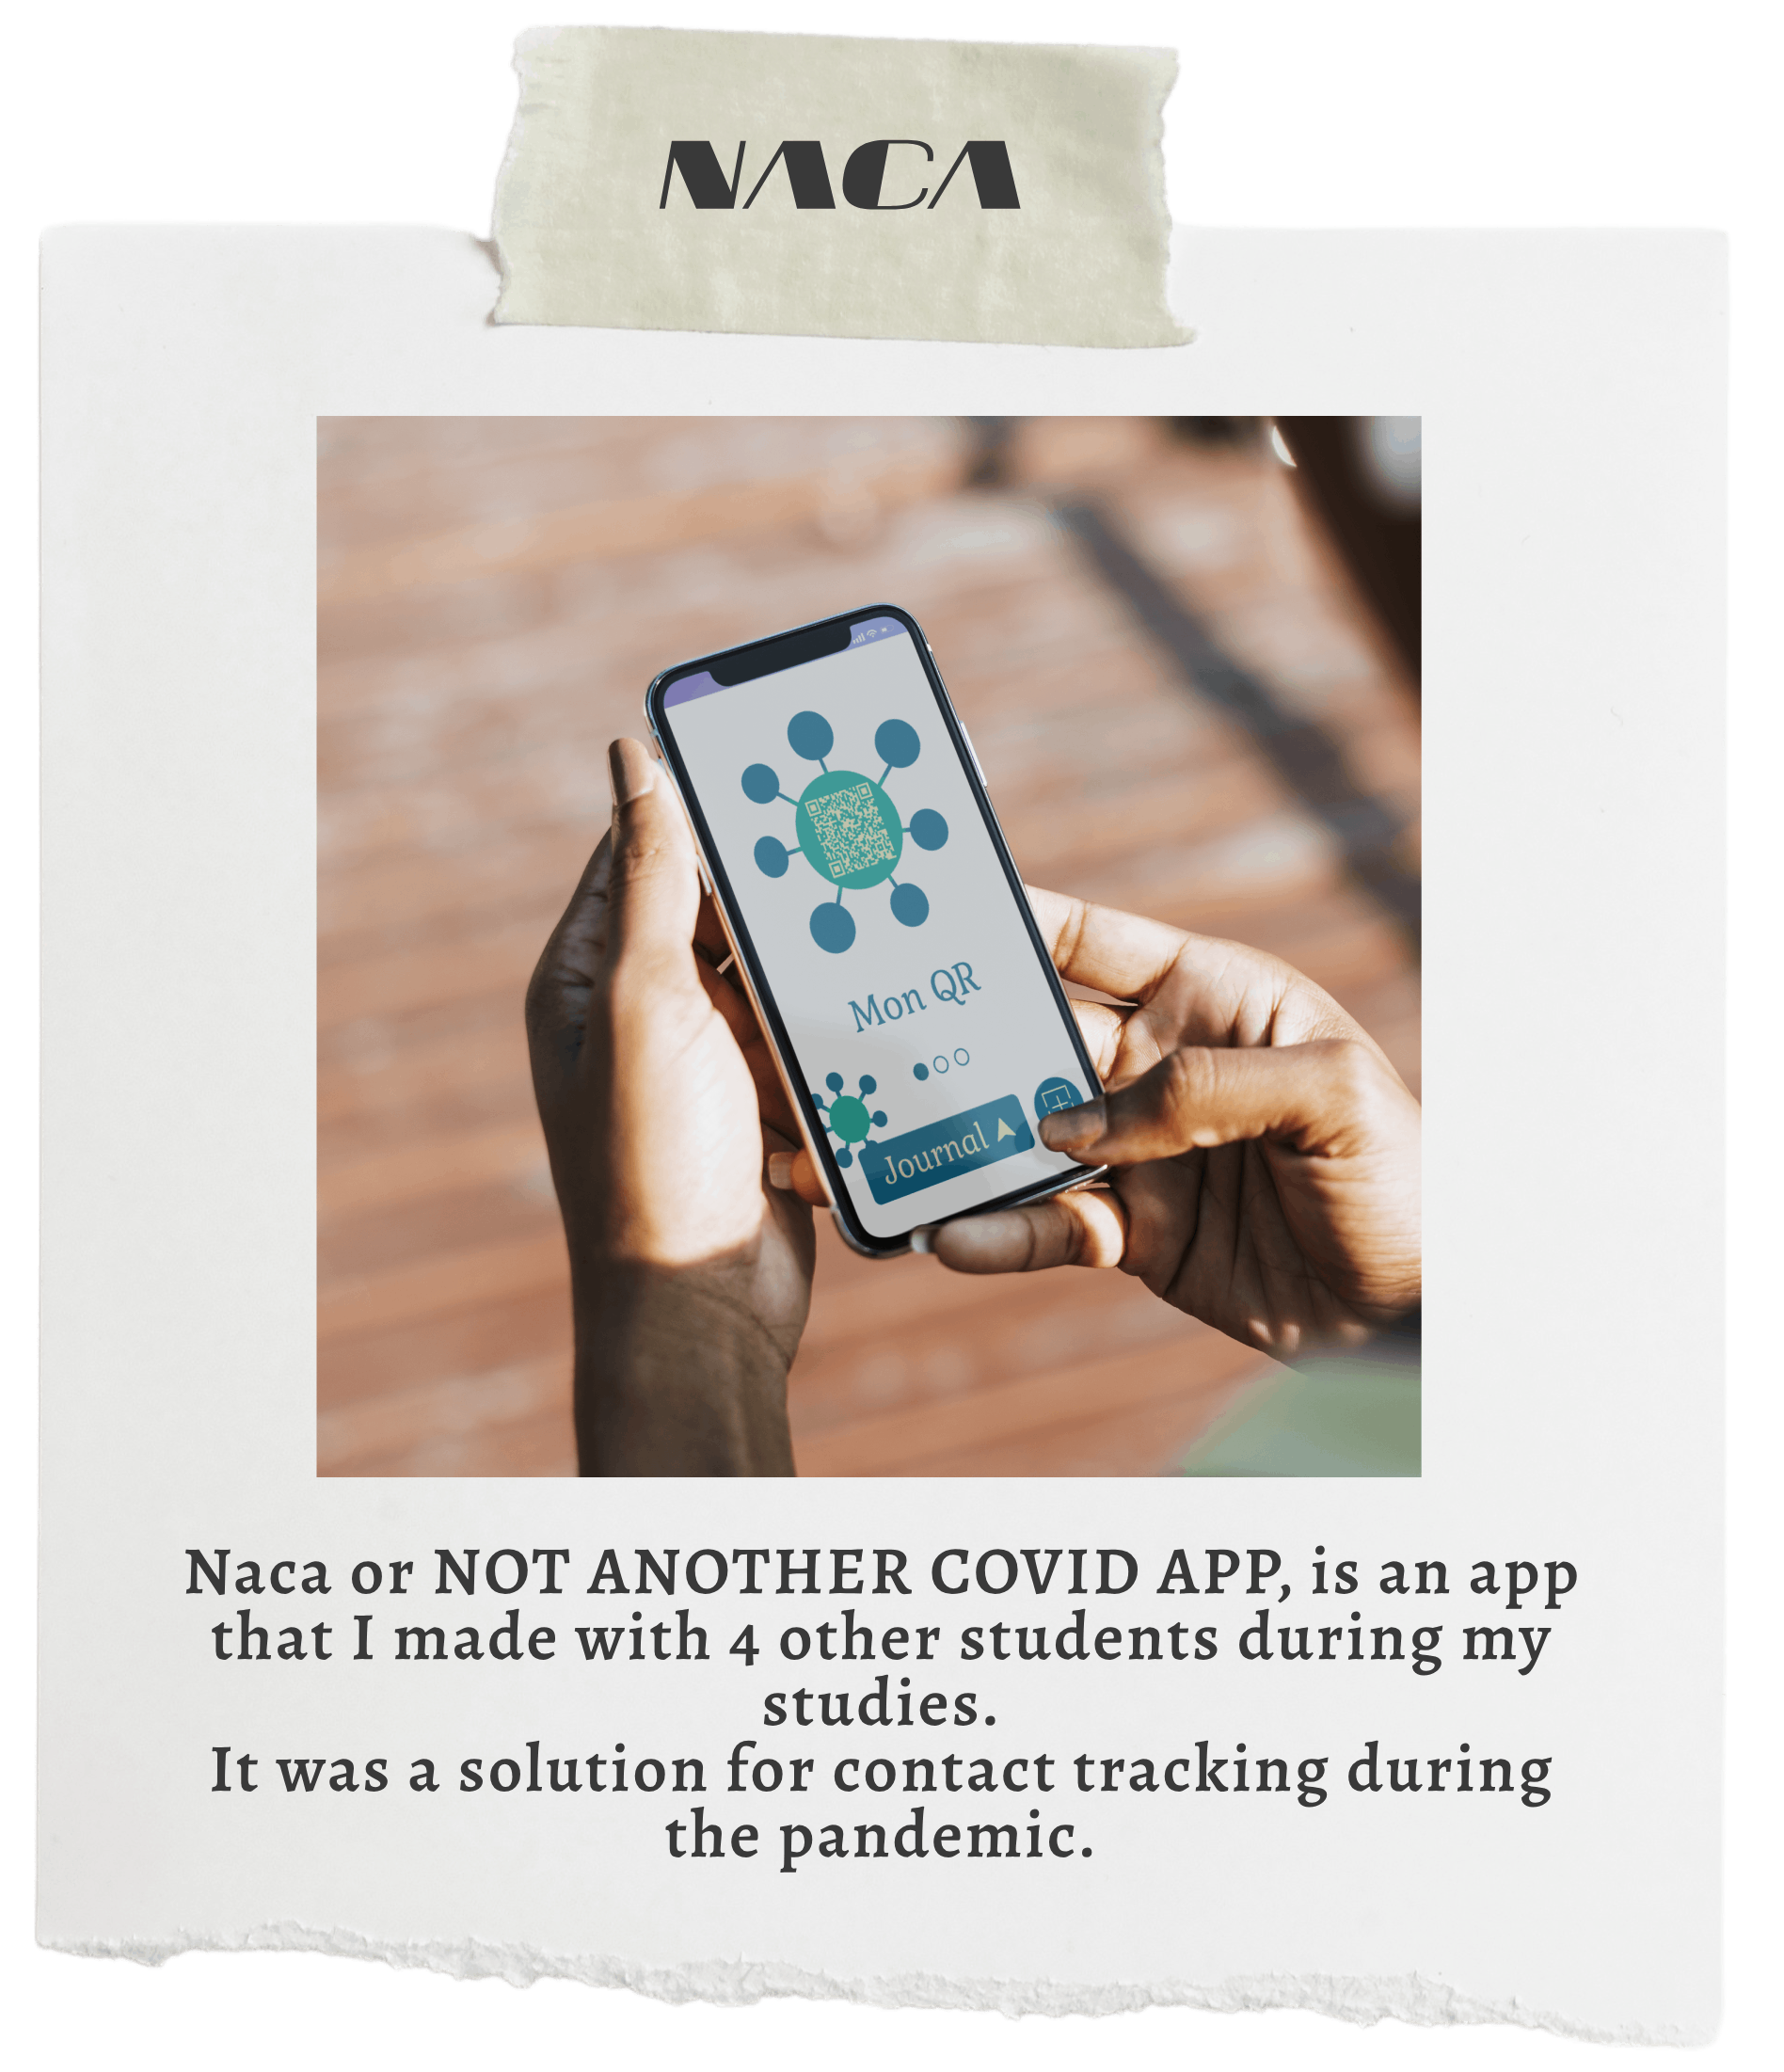 NACA
Mon QR
Journal
Naca or NOT ANOTHER COVID APP, is an app
that I made with 4 other students during my
studies.
It was a solution for contact tracking during
the pandemic.